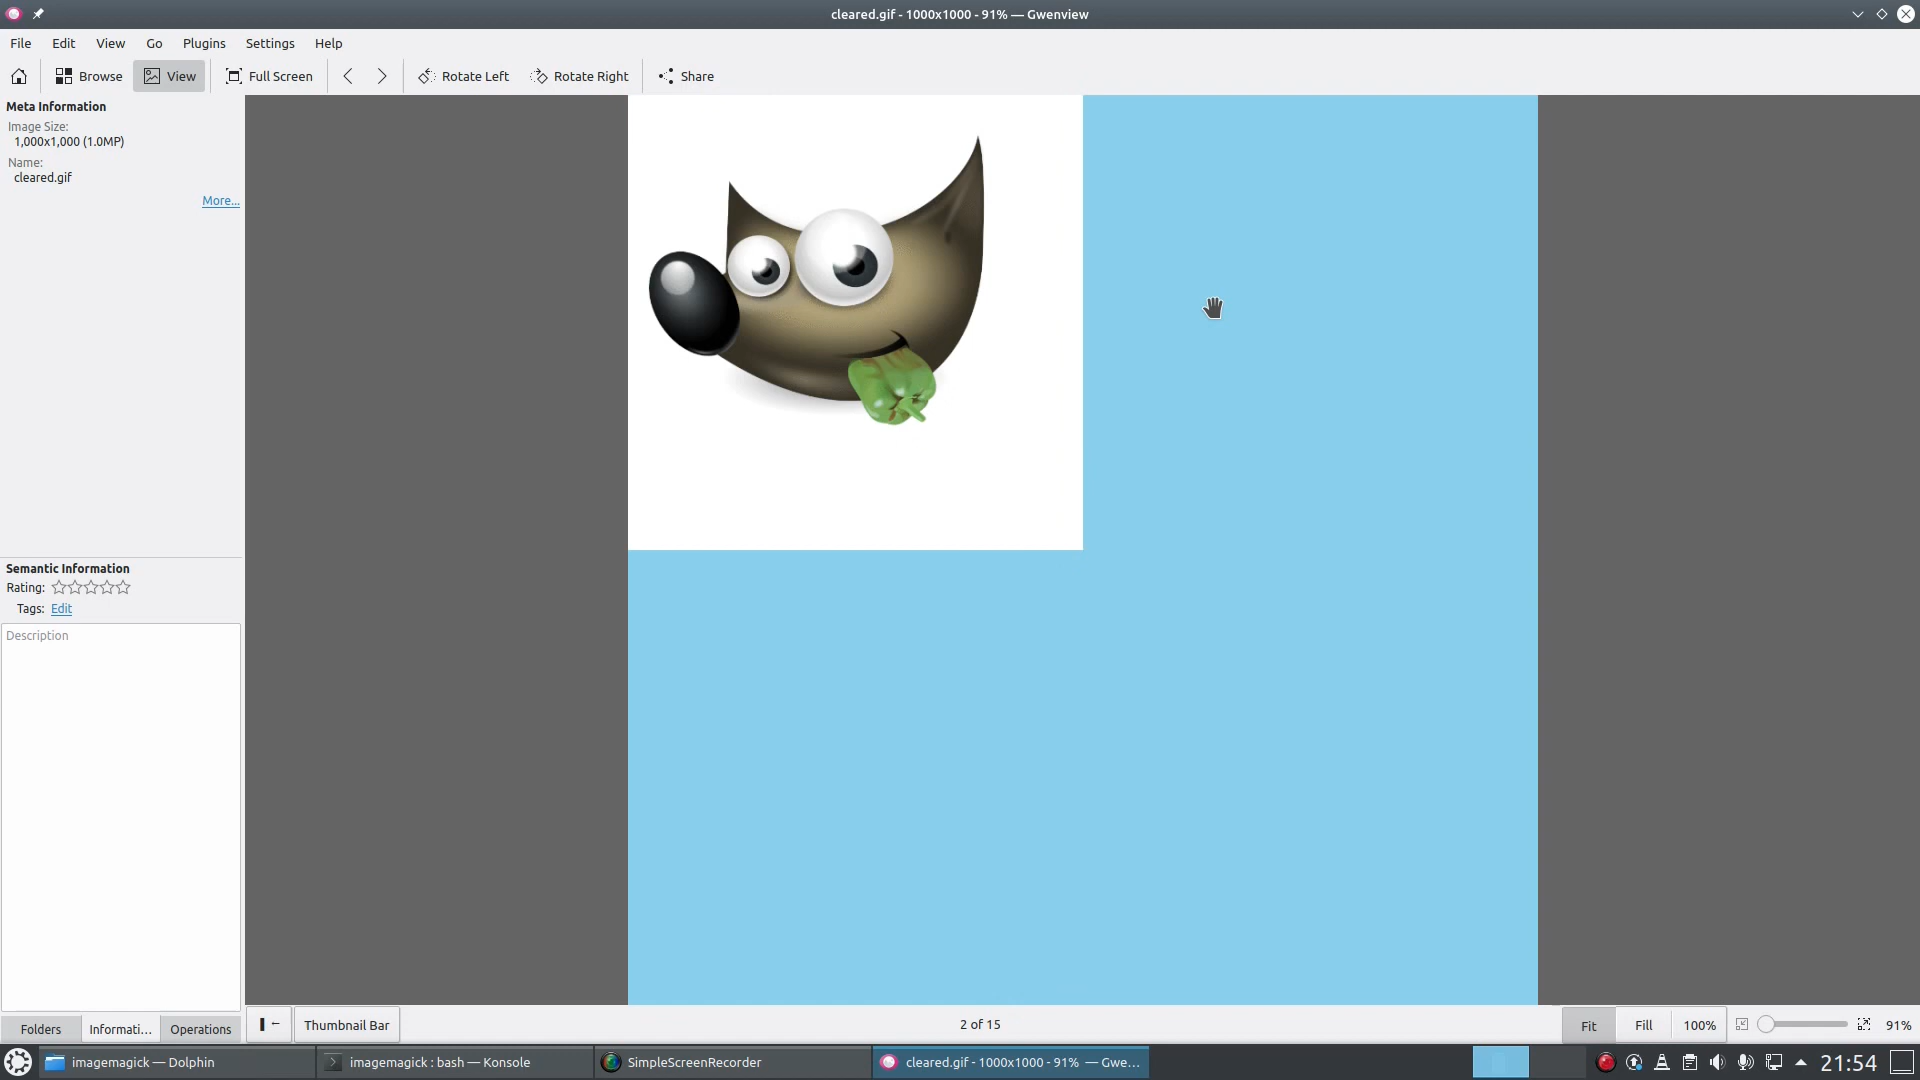 cleared.gif - 1000x1000 - 91% — Gwenview
File Edit View Go Plugins Settings Help
Browse View Full Screen Rotate Left Rotate Right Share
Meta Information
Image Size:
1,000x1,000 (1.0MP)
Name:
cleared.gif
More...
Semantic Information
Rating:
Tags: Edit
Description
Folders Informati... Operations Thumbnail Bar 2 of 15 Fit Fill 100% 91%
imagemagick — Dolphin imagemagick : bash — Konsole SimpleScreenRecorder cleared.gif - 1000x1000 - 91% — Gwe... 21:54